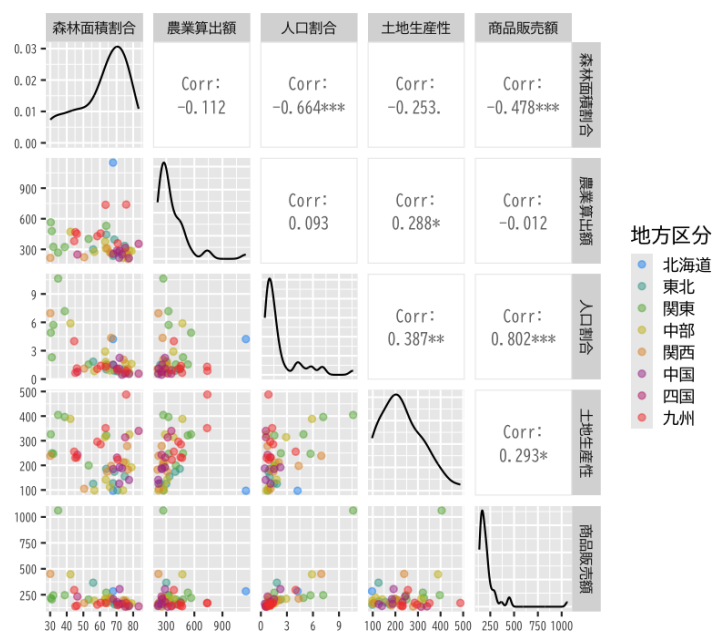 森林面積割合 農業算出額 人口割合 土地生産性 商品販売額
0.03
0.02
0.01
0.00
Corr:
-0.112
Corr:
-0.664***
Corr:
-0.253.
Corr:
-0.478***
森林面積割合
900
600
300
Corr:
0.093
Corr:
0.288*
Corr:
-0.012
農業算出額
9
6
3
0
Corr:
0.387**
Corr:
0.802***
人口割合
500
400
300
200
100
Corr:
0.293*
土地生産性
1000
750
500
250
商品販売額
30 40 50 60 70 80 300 600 900 0 3 6 9 100 200 300 400 500 250 500 750 1000
地方区分
北海道
東北
関東
中部
関西
中国
四国
九州